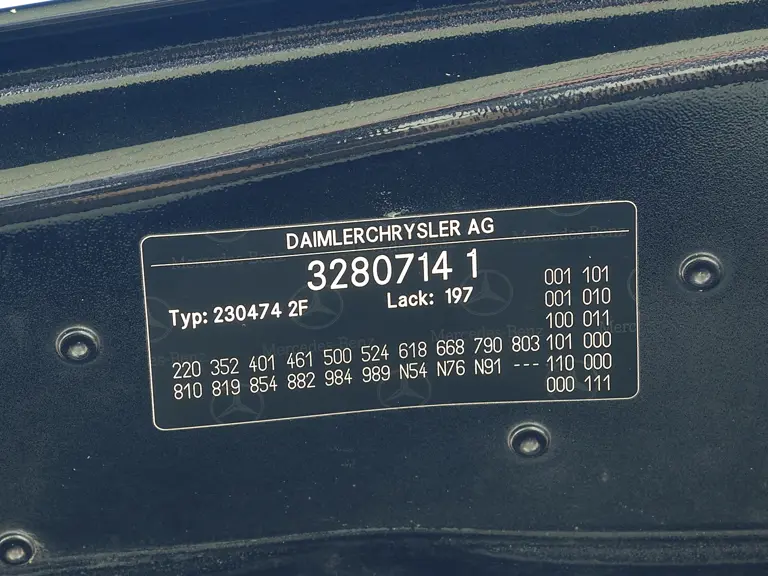 DAIMLERCHRYSLER AG
3280714 1
Typ: 230474 2F
Lack: 197
220 352 401 461 500 524 618 668 790 803
810 819 854 882 984 989 N54 N76 N91 ---
001 101
001 010
100 011
101 000
110 000
000 111
Mercedes-Benz